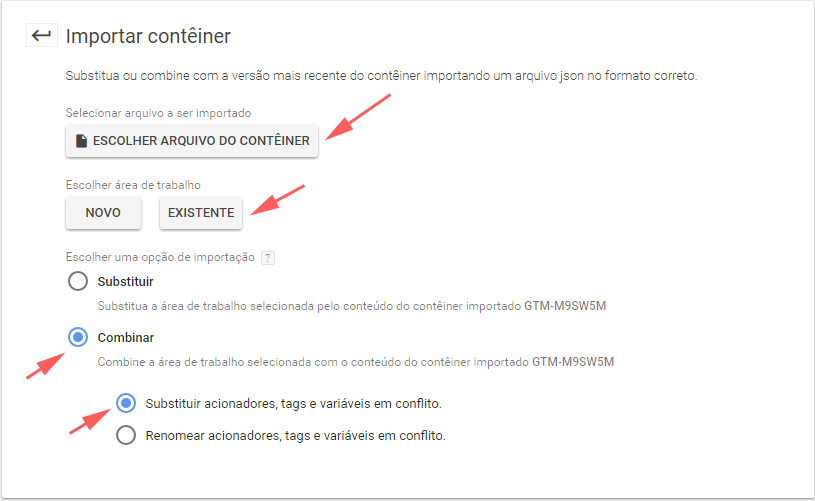 Importar contêiner
Substitua ou combine com a versão mais recente do contêiner importando um arquivo json no formato correto.
Selecionar arquivo a ser importado
ESCOLHER ARQUIVO DO CONTÊINER
Escolher área de trabalho
NOVO EXISTENTE
Escolher uma opção de importação ?
Substituir
Substitua a área de trabalho selecionada pelo conteúdo do contêiner importado GTM-M9SW5M
Combinar
Combine a área de trabalho selecionada com o conteúdo do contêiner importado GTM-M9SW5M
Substituir acionadores, tags e variáveis em conflito.
Renomear acionadores, tags e variáveis em conflito.